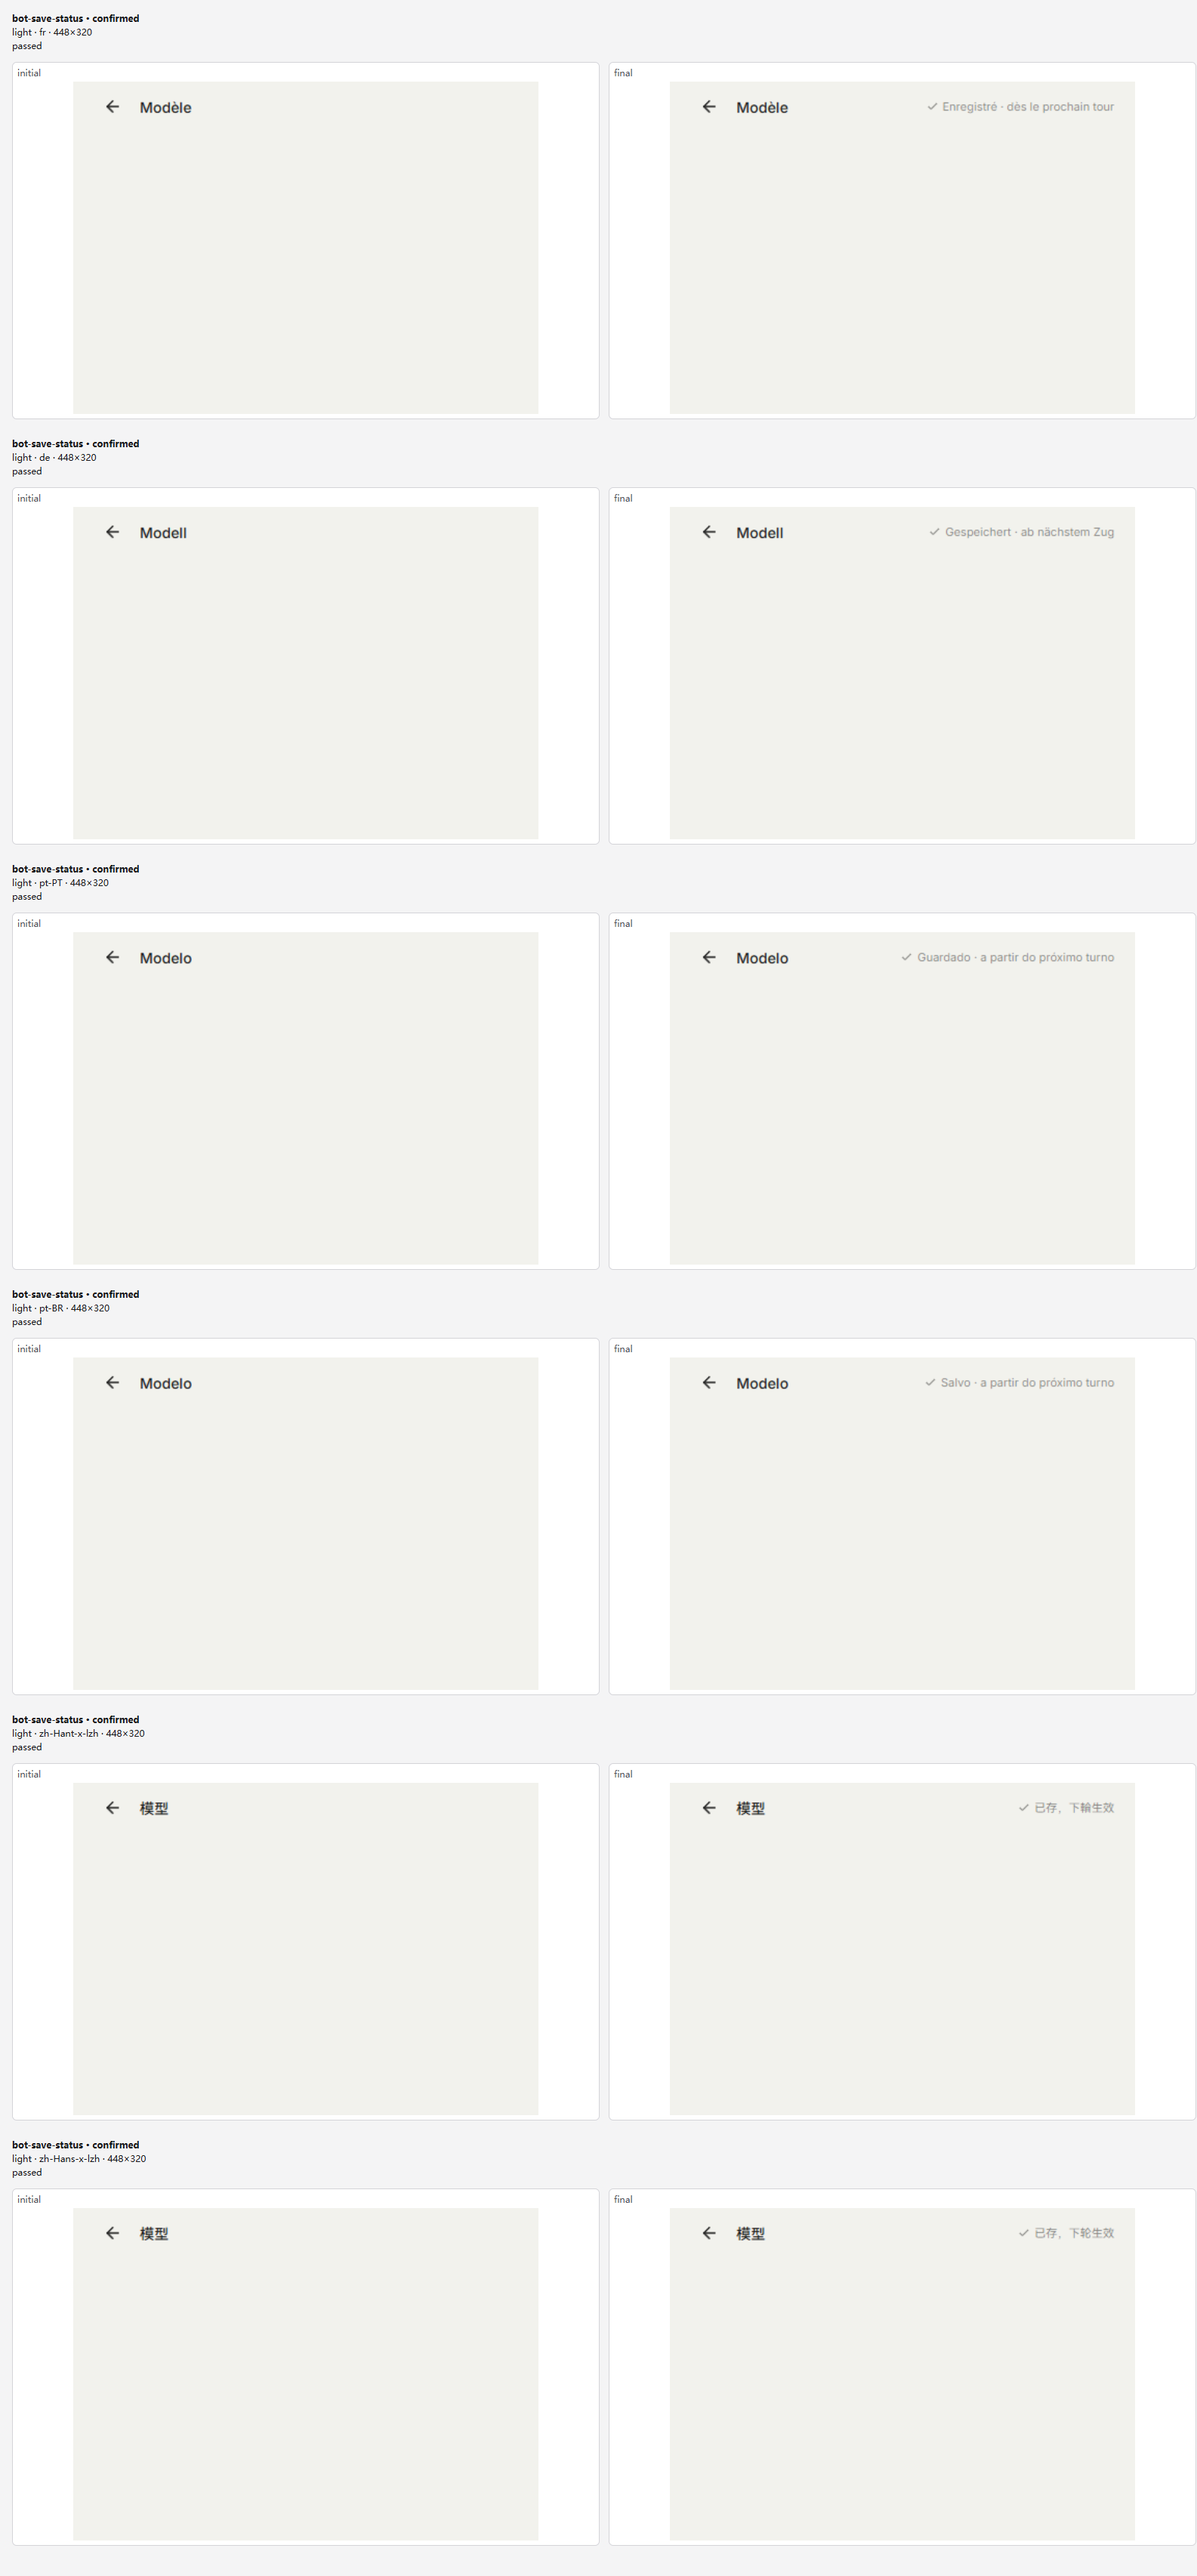 bot-save-status • confirmed
light · fr · 448×320
passed
initial
Modèle
final
Modèle
Enregistré · dès le prochain tour
bot-save-status • confirmed
light · de · 448×320
passed
initial
Modell
final
Modell
Gespeichert · ab nächstem Zug
bot-save-status • confirmed
light · pt-PT · 448×320
passed
initial
Modelo
final
Modelo
Guardado · a partir do próximo turno
bot-save-status • confirmed
light · pt-BR · 448×320
passed
initial
Modelo
final
Modelo
Salvo · a partir do próximo turno
bot-save-status • confirmed
light · zh-Hant-x-lzh · 448×320
passed
initial
模型
final
模型
已存，下輪生效
bot-save-status • confirmed
light · zh-Hans-x-lzh · 448×320
passed
initial
模型
final
模型
已存，下轮生效